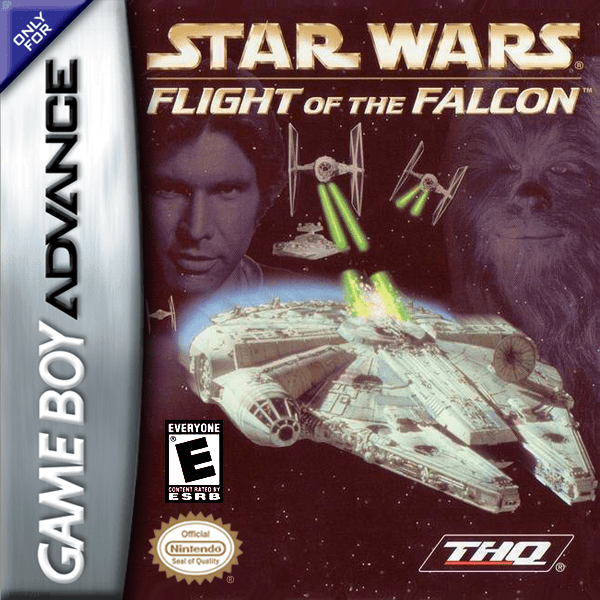 ONLY
FOR
GAME BOY ADVANCE
STAR WARS®
FLIGHT OF THE FALCON™
EVERYONE
E
®
CONTENT RATED BY
ESRB
Official
Nintendo
Seal of Quality
®
THQ®